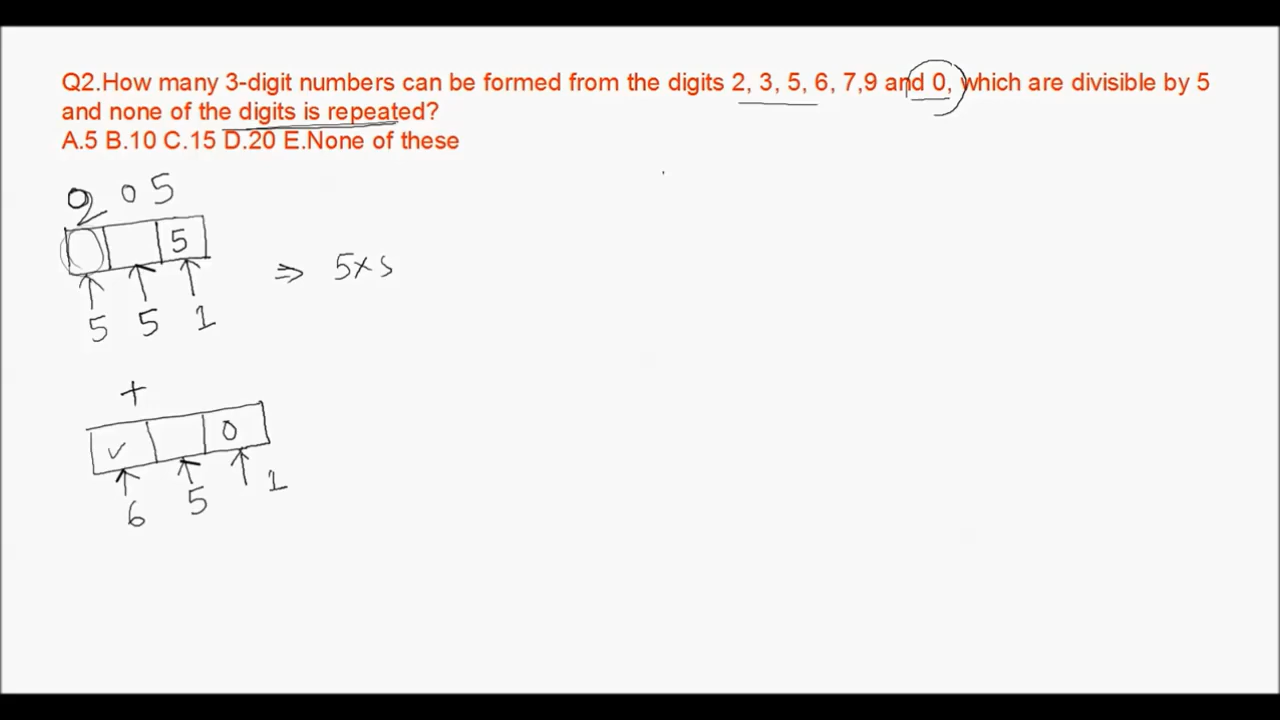 Q2.How many 3-digit numbers can be formed from the digits 2, 3, 5, 6, 7,9 and 0, which are divisible by 5
and none of the digits is repeated?
A.5 B.10 C.15 D.20 E.None of these
2 0 5
5
⇒ 5×5
5 5 1
+
✓ 0
6 5 1